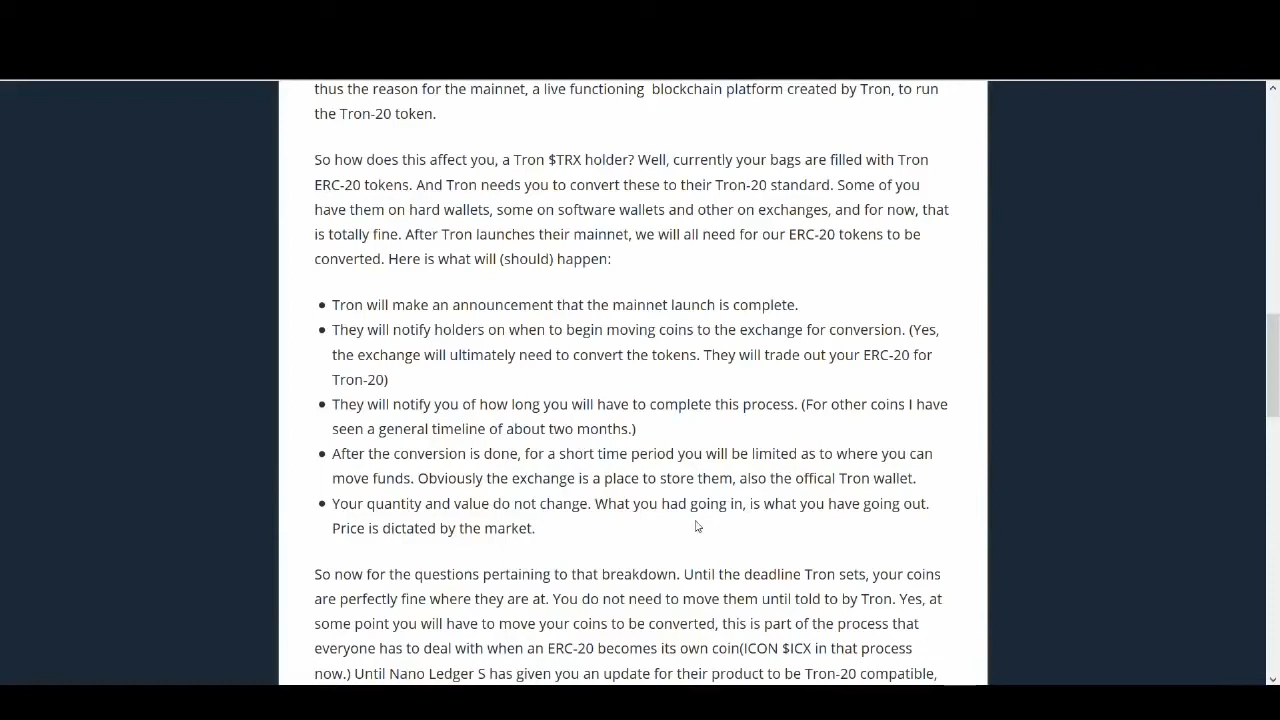 thus the reason for the mainnet, a live functioning  blockchain platform created by Tron, to run
the Tron-20 token.
So how does this affect you, a Tron $TRX holder? Well, currently your bags are filled with Tron
ERC-20 tokens. And Tron needs you to convert these to their Tron-20 standard. Some of you
have them on hard wallets, some on software wallets and other on exchanges, and for now, that
is totally fine. After Tron launches their mainnet, we will all need for our ERC-20 tokens to be
converted. Here is what will (should) happen:
• Tron will make an announcement that the mainnet launch is complete.
• They will notify holders on when to begin moving coins to the exchange for conversion. (Yes,
the exchange will ultimately need to convert the tokens. They will trade out your ERC-20 for
Tron-20)
• They will notify you of how long you will have to complete this process. (For other coins I have
seen a general timeline of about two months.)
• After the conversion is done, for a short time period you will be limited as to where you can
move funds. Obviously the exchange is a place to store them, also the offical Tron wallet.
• Your quantity and value do not change. What you had going in, is what you have going out.
Price is dictated by the market.
So now for the questions pertaining to that breakdown. Until the deadline Tron sets, your coins
are perfectly fine where they are at. You do not need to move them until told to by Tron. Yes, at
some point you will have to move your coins to be converted, this is part of the process that
everyone has to deal with when an ERC-20 becomes its own coin(ICON $ICX in that process
now.) Until Nano Ledger S has given you an update for their product to be Tron-20 compatible,